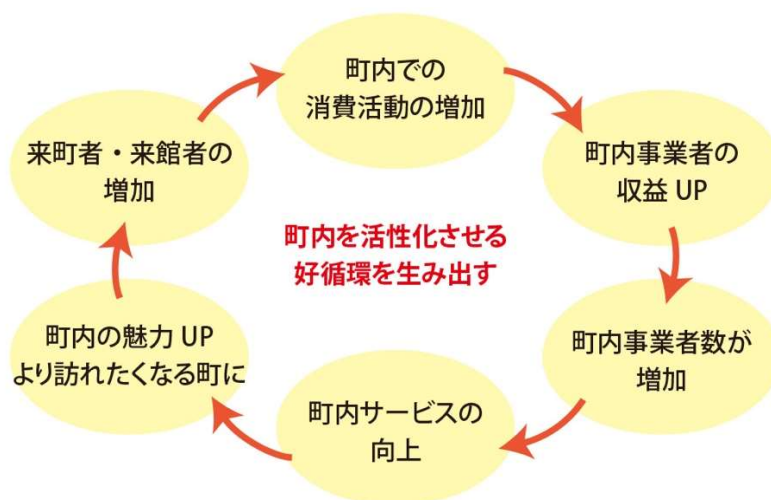 町内での
消費活動の増加
町内事業者の
収益 UP
町内事業者数が
増加
町内サービスの
向上
町内の魅力 UP
より訪れたくなる町に
来町者・来館者の
増加
町内を活性化させる
好循環を生み出す